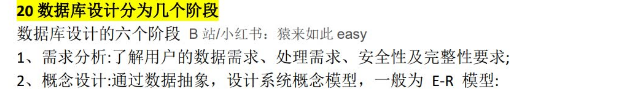 20 数据库设计分为几个阶段
数据库设计的六个阶段 B 站/小红书：猿来如此 easy
1、需求分析:了解用户的数据需求、处理需求、安全性及完整性要求;
2、概念设计:通过数据抽象，设计系统概念模型，一般为 E-R 模型: